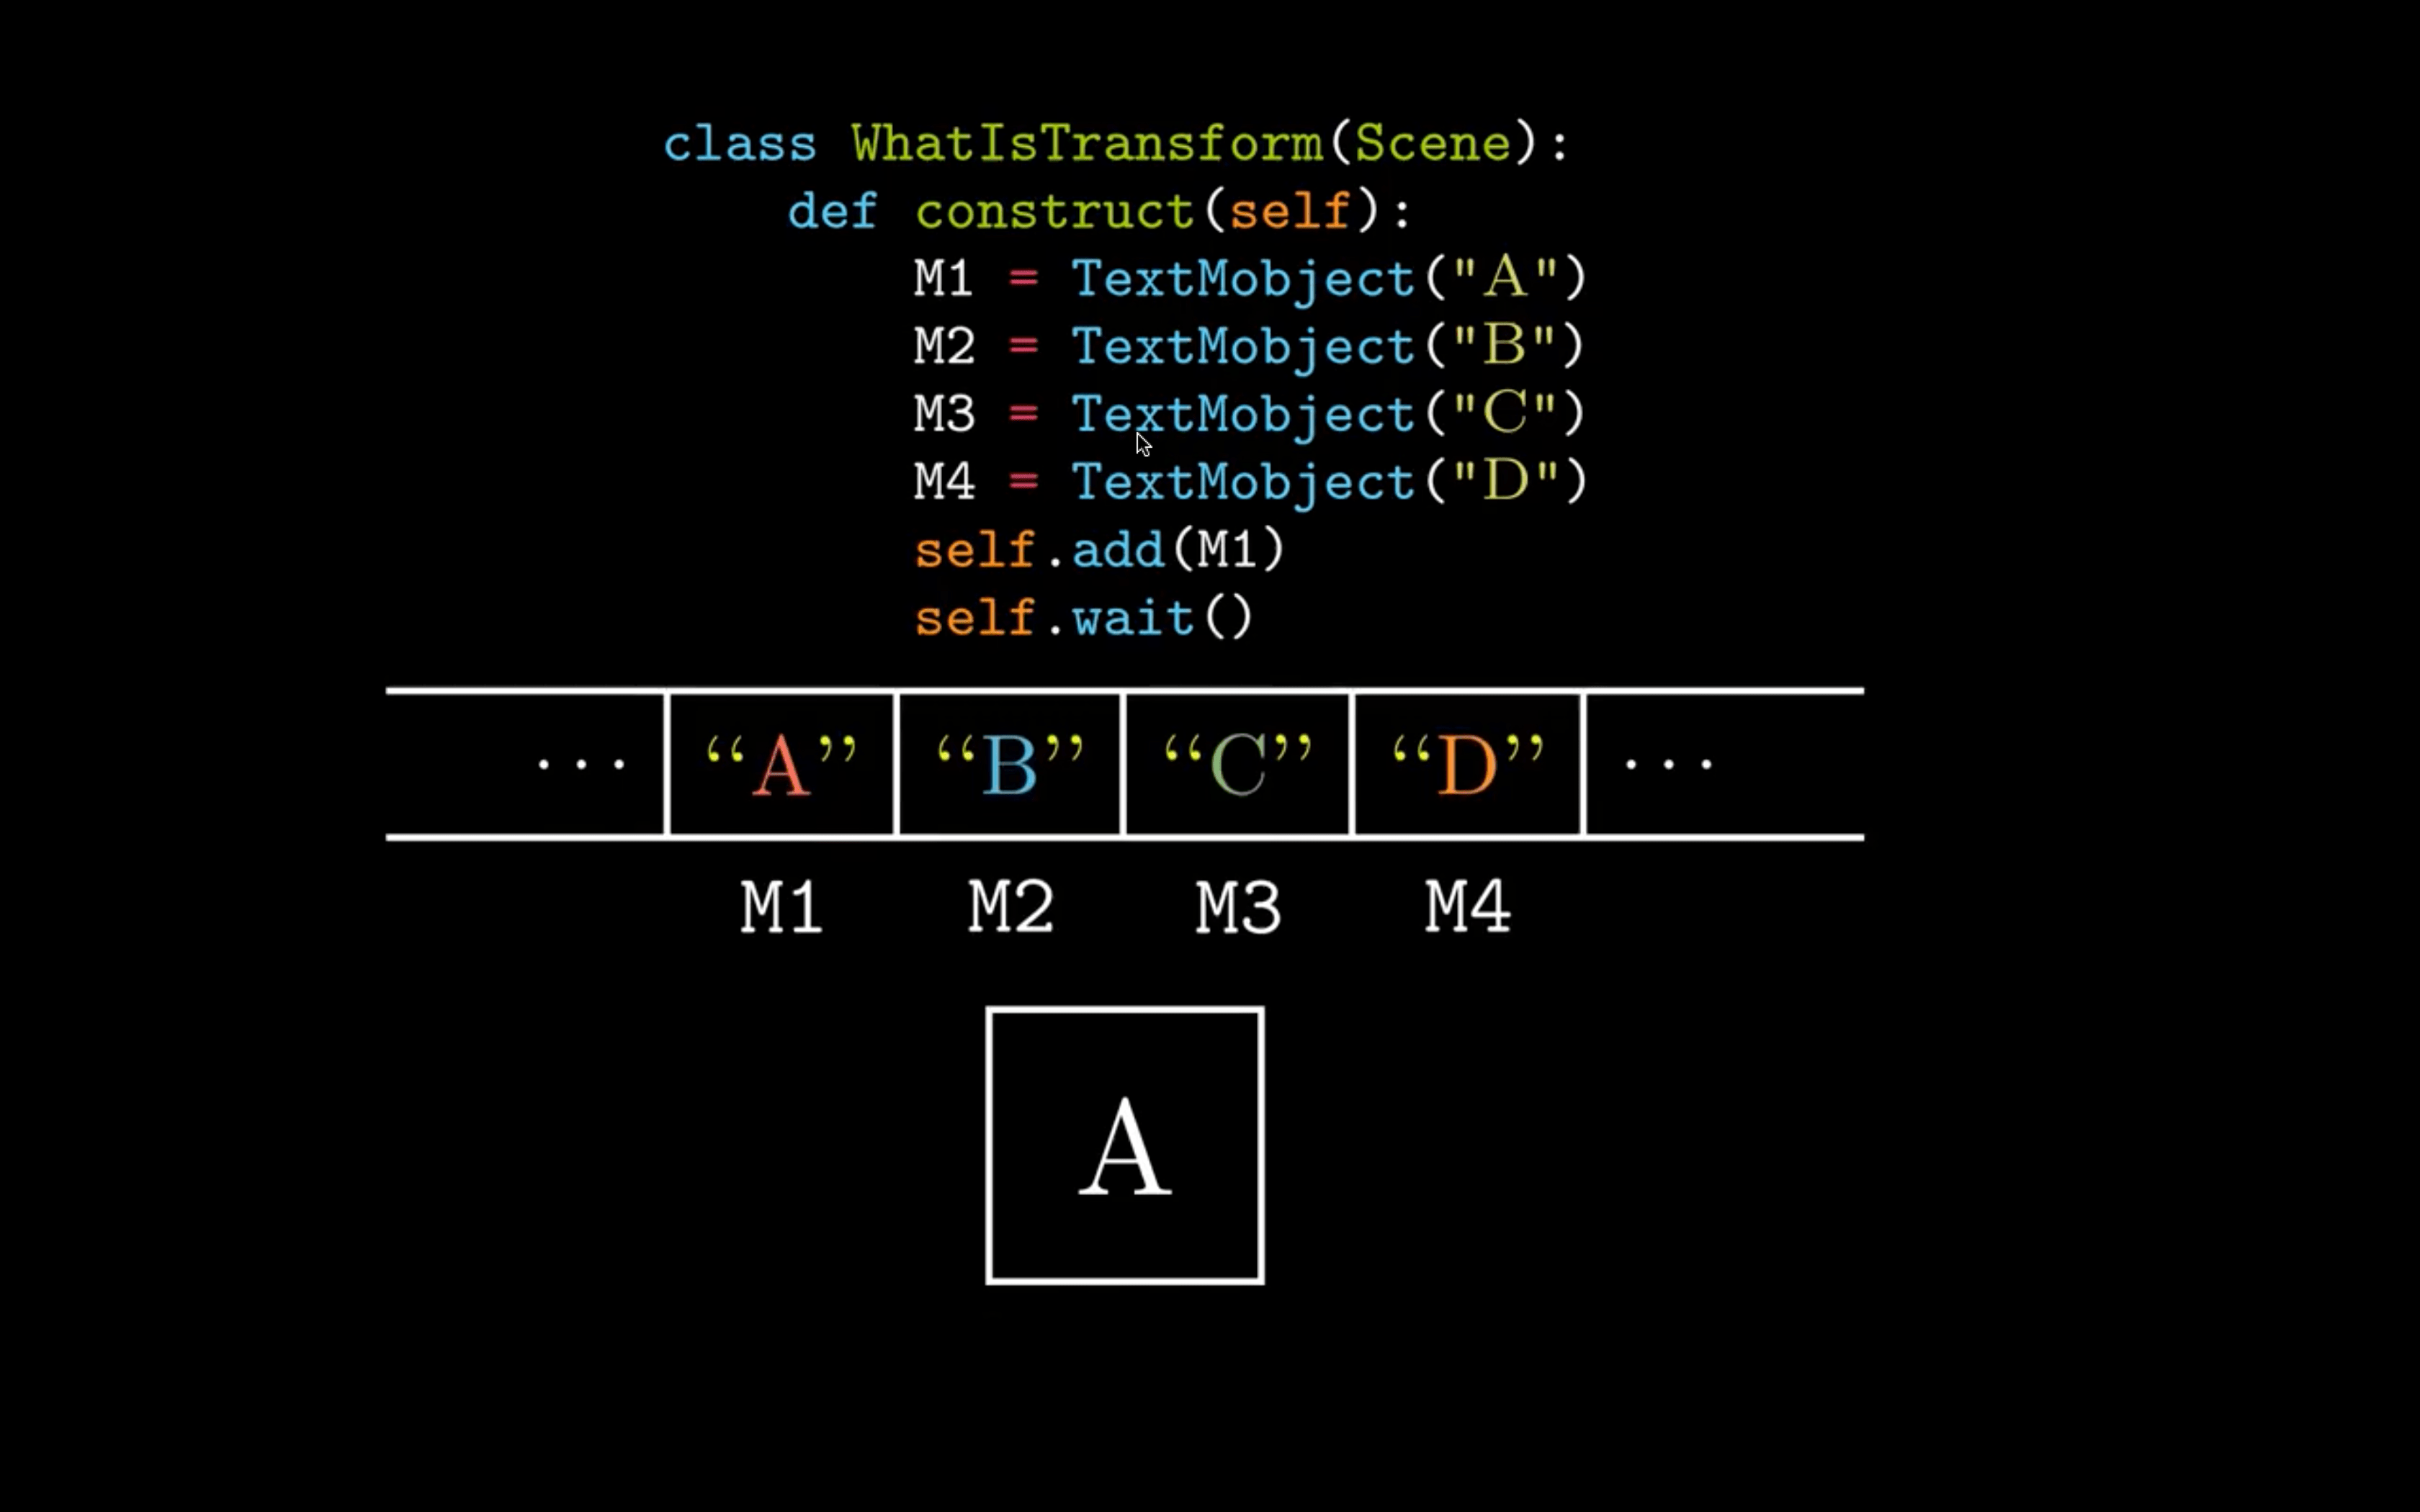 class WhatIsTransform(Scene):
def construct(self):
M1 = TextMobject("A")
M2 = TextMobject("B")
M3 = TextMobject("C")
M4 = TextMobject("D")
self.add(M1)
self.wait()
... “A” “B” “C” “D” ...
M1 M2 M3 M4
A